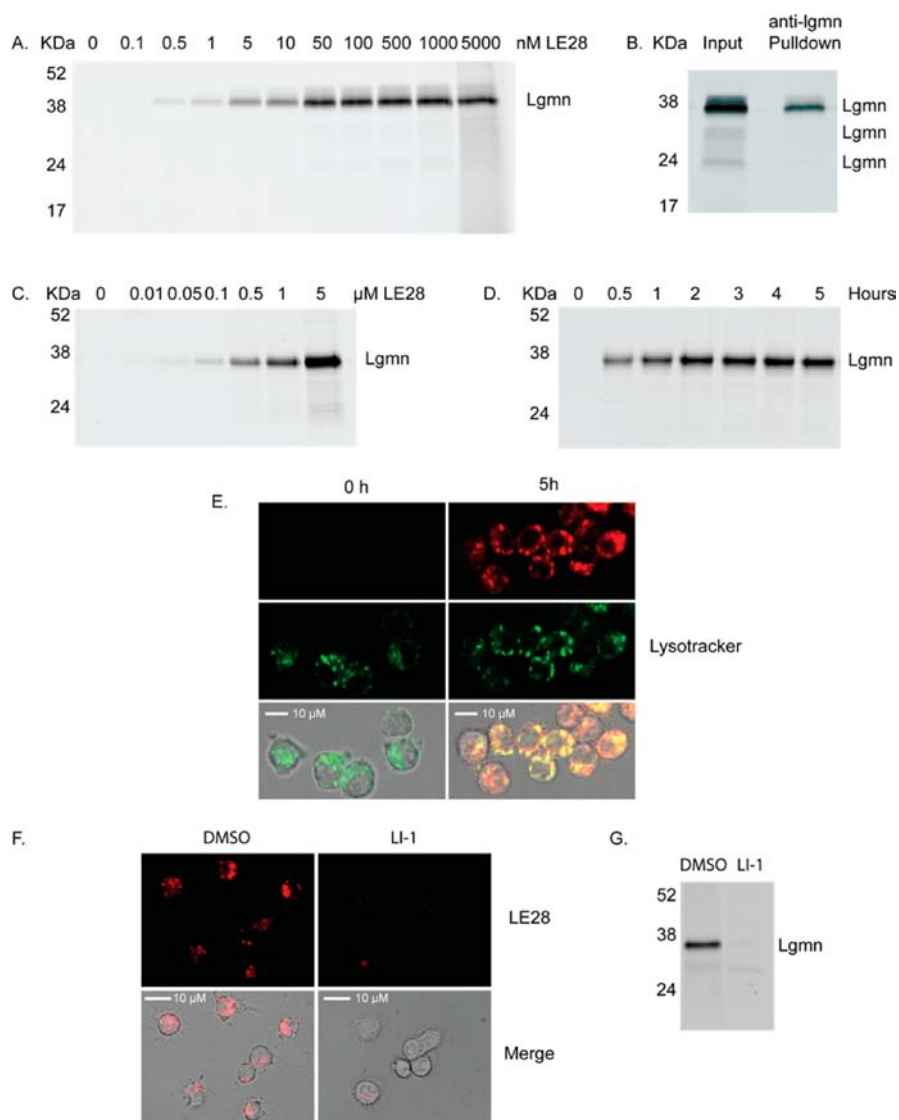 A. KDa 0 0.1 0.5 1 5 10 50 100 500 1000 5000 nM LE28
52
38
24
17
Lgmn
B. KDa Input anti-lgmn Pulldown
38
24
17
Lgmn
Lgmn
Lgmn
C. KDa 0 0.01 0.05 0.1 0.5 1 5 µM LE28
52
38
24
Lgmn
D. KDa 0 0.5 1 2 3 4 5 Hours
52
38
24
Lgmn
E.
0 h 5h
Lysotracker
10 µM 10 µM
F.
DMSO LI-1
LE28
10 µM 10 µM
Merge
G.
DMSO LI-1
52
38
24
Lgmn